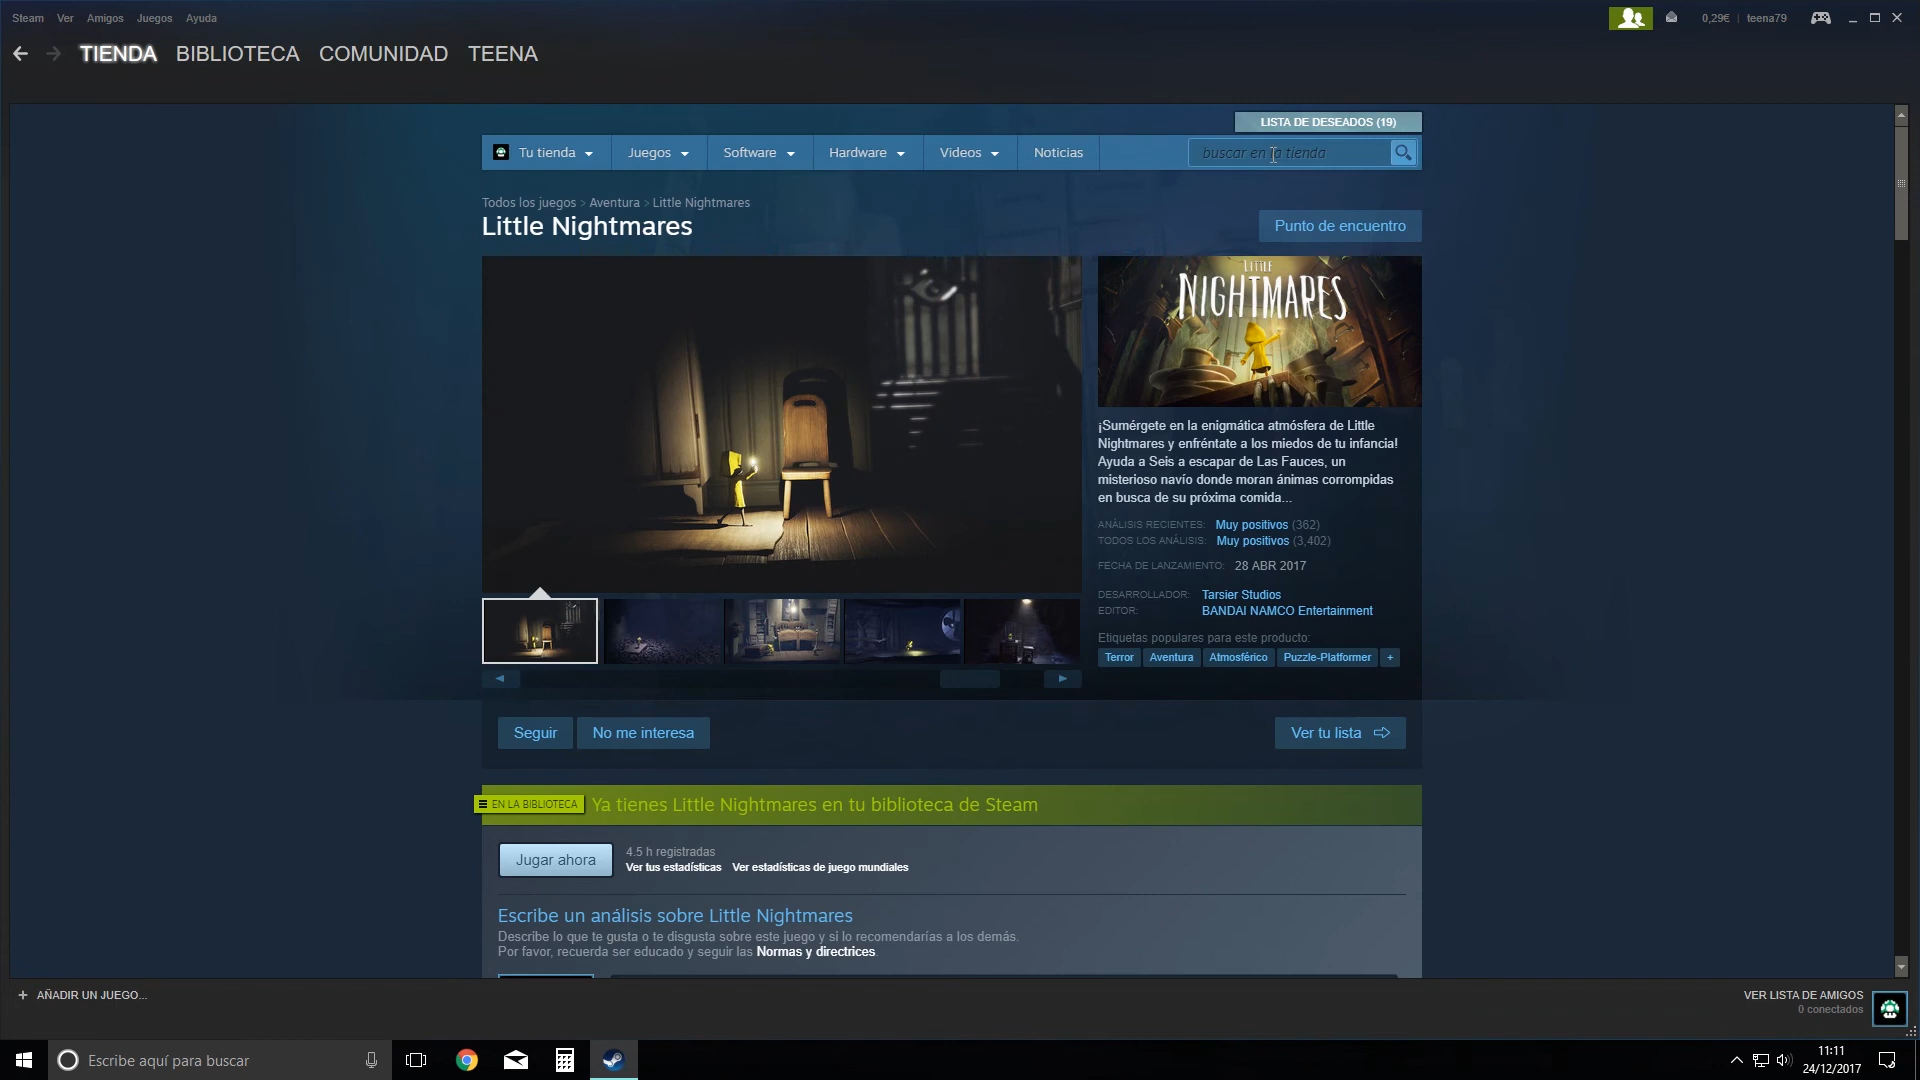 Steam Ver Amigos Juegos Ayuda
0,29€ | teena79
TIENDA BIBLIOTECA COMUNIDAD TEENA
LISTA DE DESEADOS (19)
Tu tienda Juegos Software Hardware Videos Noticias
buscar en la tienda
Todos los juegos > Aventura > Little Nightmares
Little Nightmares
Punto de encuentro
LITTLE
NIGHTMARES
¡Sumérgete en la enigmática atmósfera de Little
Nightmares y enfréntate a los miedos de tu infancia!
Ayuda a Seis a escapar de Las Fauces, un
misterioso navío donde moran ánimas corrompidas
en busca de su próxima comida...
ANÁLISIS RECIENTES: Muy positivos (362)
TODOS LOS ANÁLISIS: Muy positivos (3,402)
FECHA DE LANZAMIENTO: 28 ABR 2017
DESARROLLADOR: Tarsier Studios
EDITOR: BANDAI NAMCO Entertainment
Etiquetas populares para este producto:
Terror Aventura Atmosférico Puzzle-Platformer +
Seguir No me interesa Ver tu lista
EN LA BIBLIOTECA Ya tienes Little Nightmares en tu biblioteca de Steam
Jugar ahora
4.5 h registradas
Ver tus estadísticas Ver estadísticas de juego mundiales
Escribe un análisis sobre Little Nightmares
Describe lo que te gusta o te disgusta sobre este juego y si lo recomendarías a los demás.
Por favor, recuerda ser educado y seguir las Normas y directrices.
+ AÑADIR UN JUEGO...
VER LISTA DE AMIGOS
0 conectados
Escribe aquí para buscar
11:11
24/12/2017